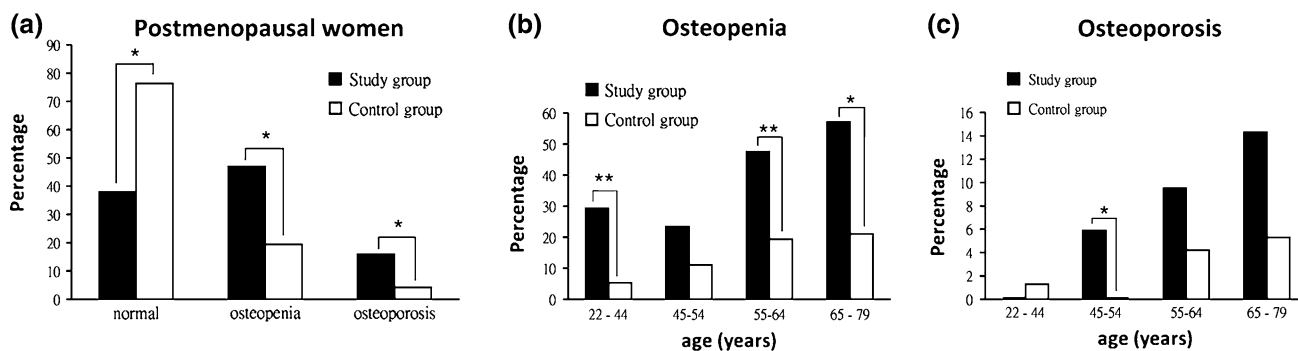 (a) Postmenopausal women
Percentage
90
80
70
60
50
40
30
20
10
0
*
*
*
Study group
Control group
normal osteopenia osteoporosis
(b) Osteopenia
Percentage
60
50
40
30
20
10
0
Study group
Control group
**
**
*
22 - 44 45-54 55-64 65 - 79
age (years)
(c) Osteoporosis
Percentage
16
14
12
10
8
6
4
2
0
Study group
Control group
*
22 - 44 45-54 55-64 65 - 79
age (years)